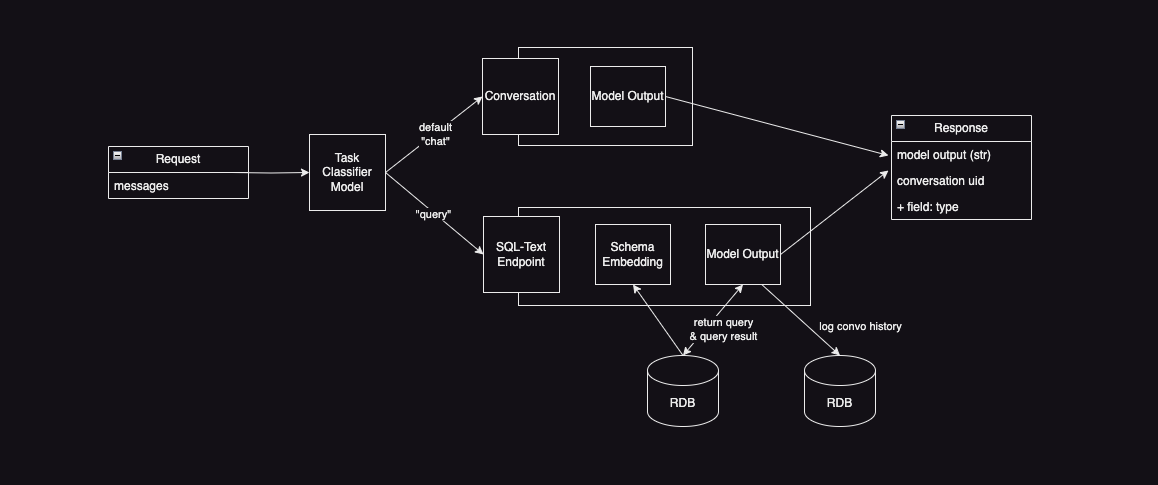 Request
messages
Task
Classifier
Model
default
"chat"
"query"
Conversation
Model Output
SQL-Text
Endpoint
Schema
Embedding
Model Output
return query
& query result
log convo history
RDB
RDB
Response
model output (str)
conversation uid
+ field: type